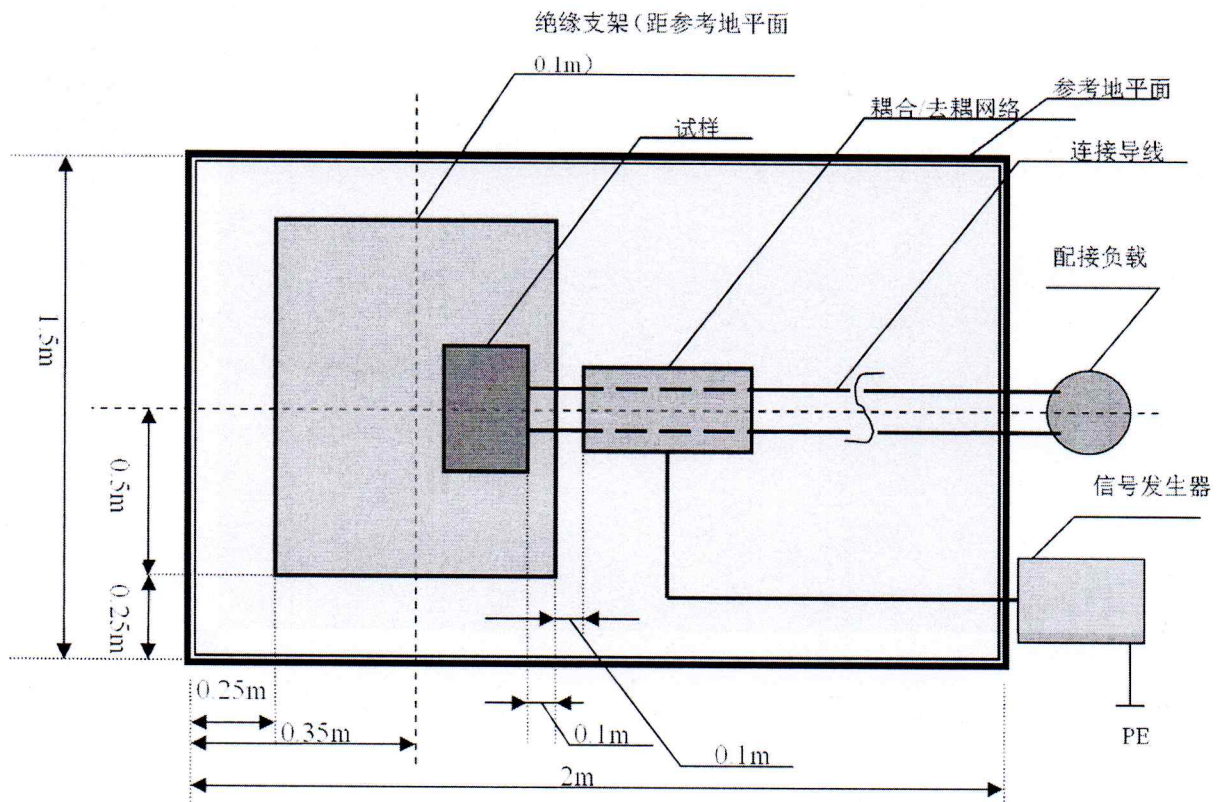 绝缘支架（距参考地平面
0.1m）
参考地平面
耦合/去耦网络
试样
连接导线
配接负载
1.5m
0.5m
信号发生器
0.25m
0.25m
0.35m
0.1m
0.1m
PE
2m